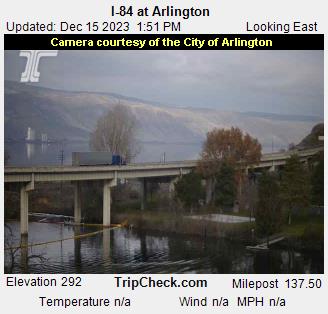 I-84 at Arlington
Updated: Dec 15 2023 1:51 PM Looking East
Camera courtesy of the City of Arlington
Elevation 292 TripCheck.com Milepost 137.50
Temperature n/a Wind n/a MPH n/a